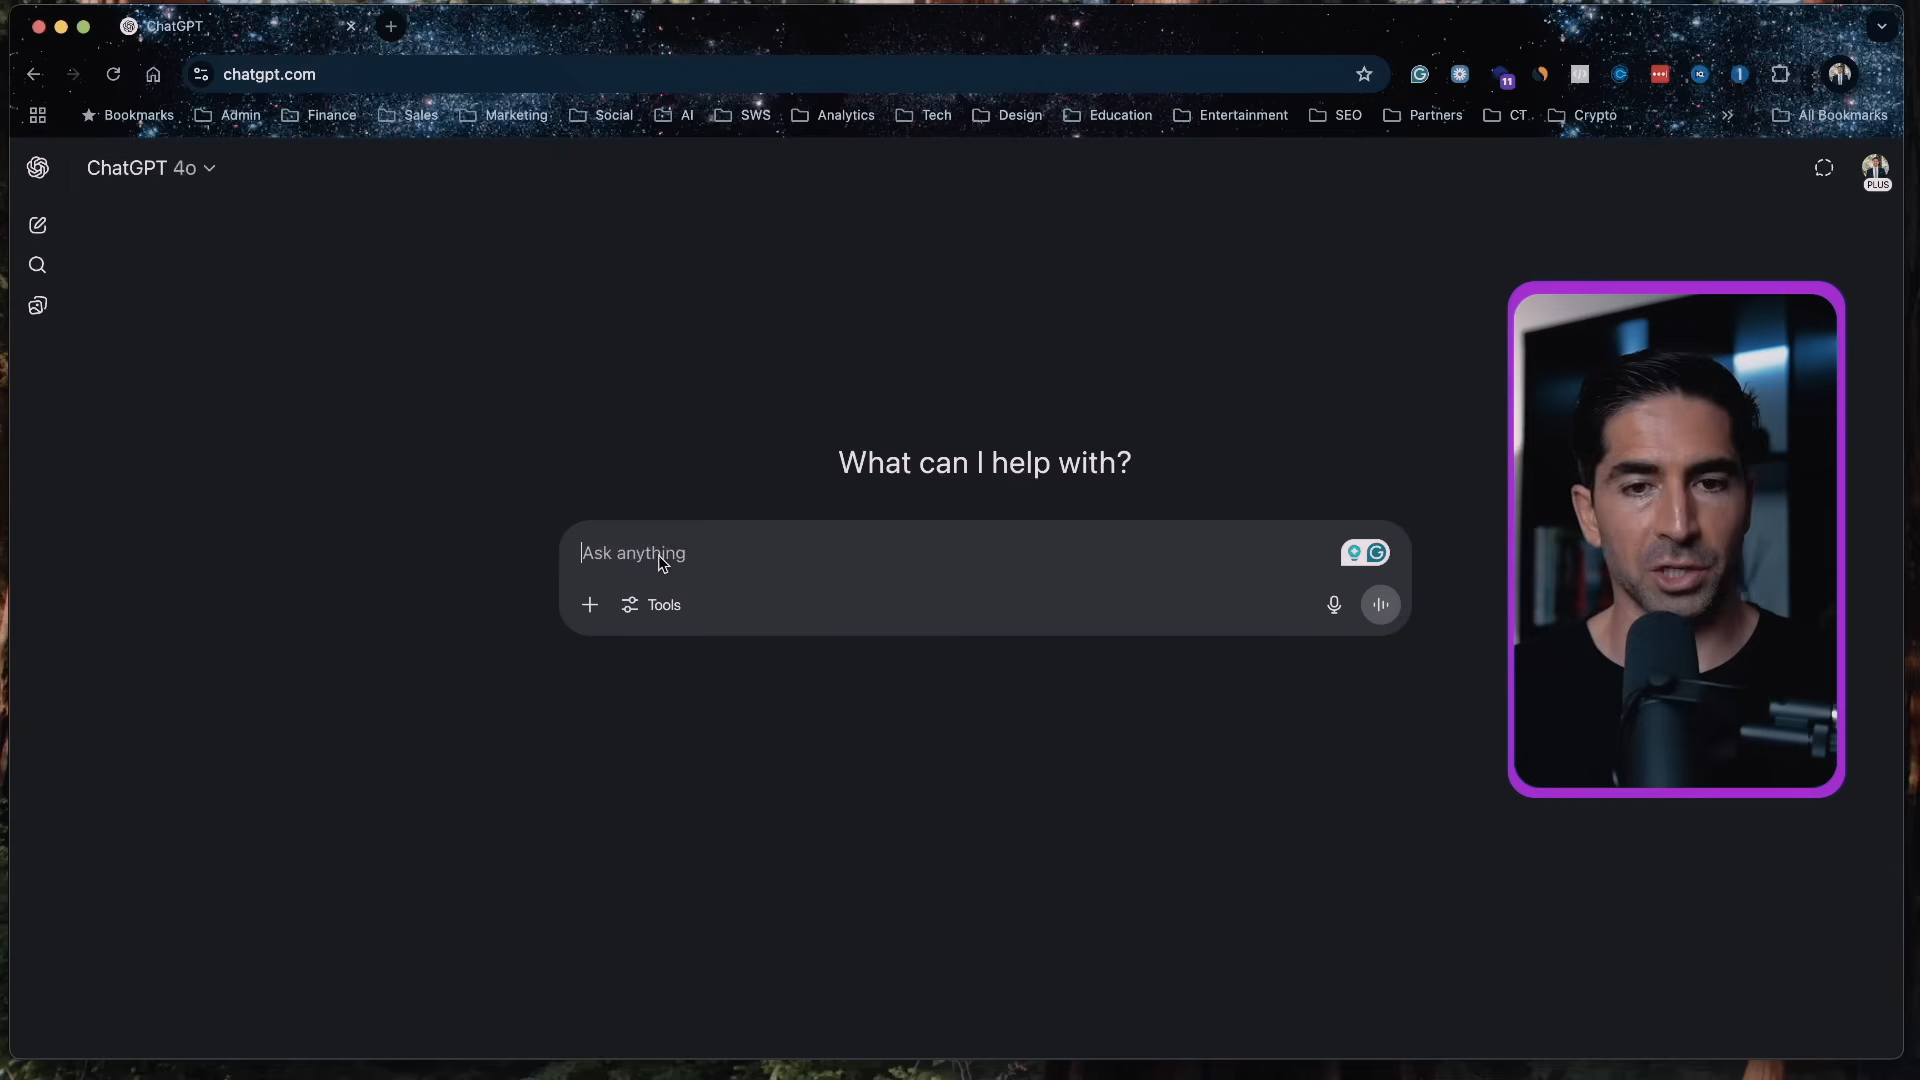 ChatGPT
chatgpt.com
11
Bookmarks Admin Finance Sales Marketing Social AI SWS Analytics Tech Design Education Entertainment SEO Partners CT Crypto All Bookmarks
ChatGPT 4o
PLUS
What can I help with?
Ask anything
Tools